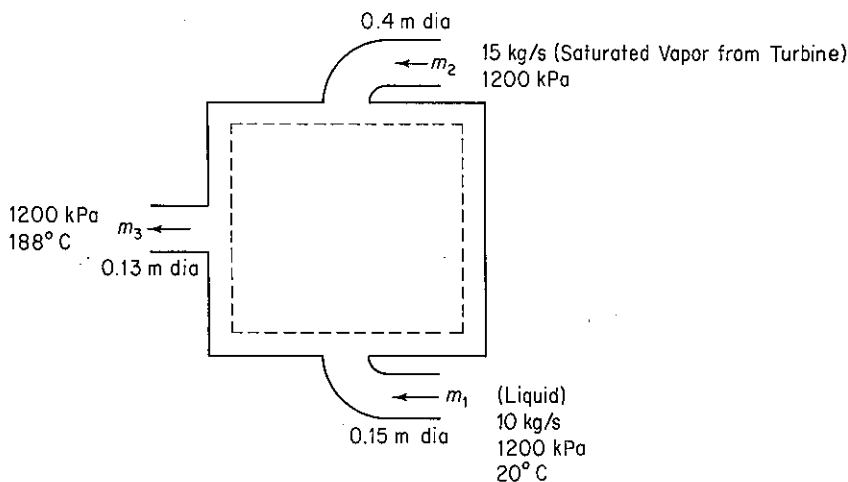 0.4 m dia
m2
15 kg/s (Saturated Vapor from Turbine)
1200 kPa
1200 kPa
188° C
m3
0.13 m dia
m1
(Liquid)
10 kg/s
1200 kPa
20° C
0.15 m dia